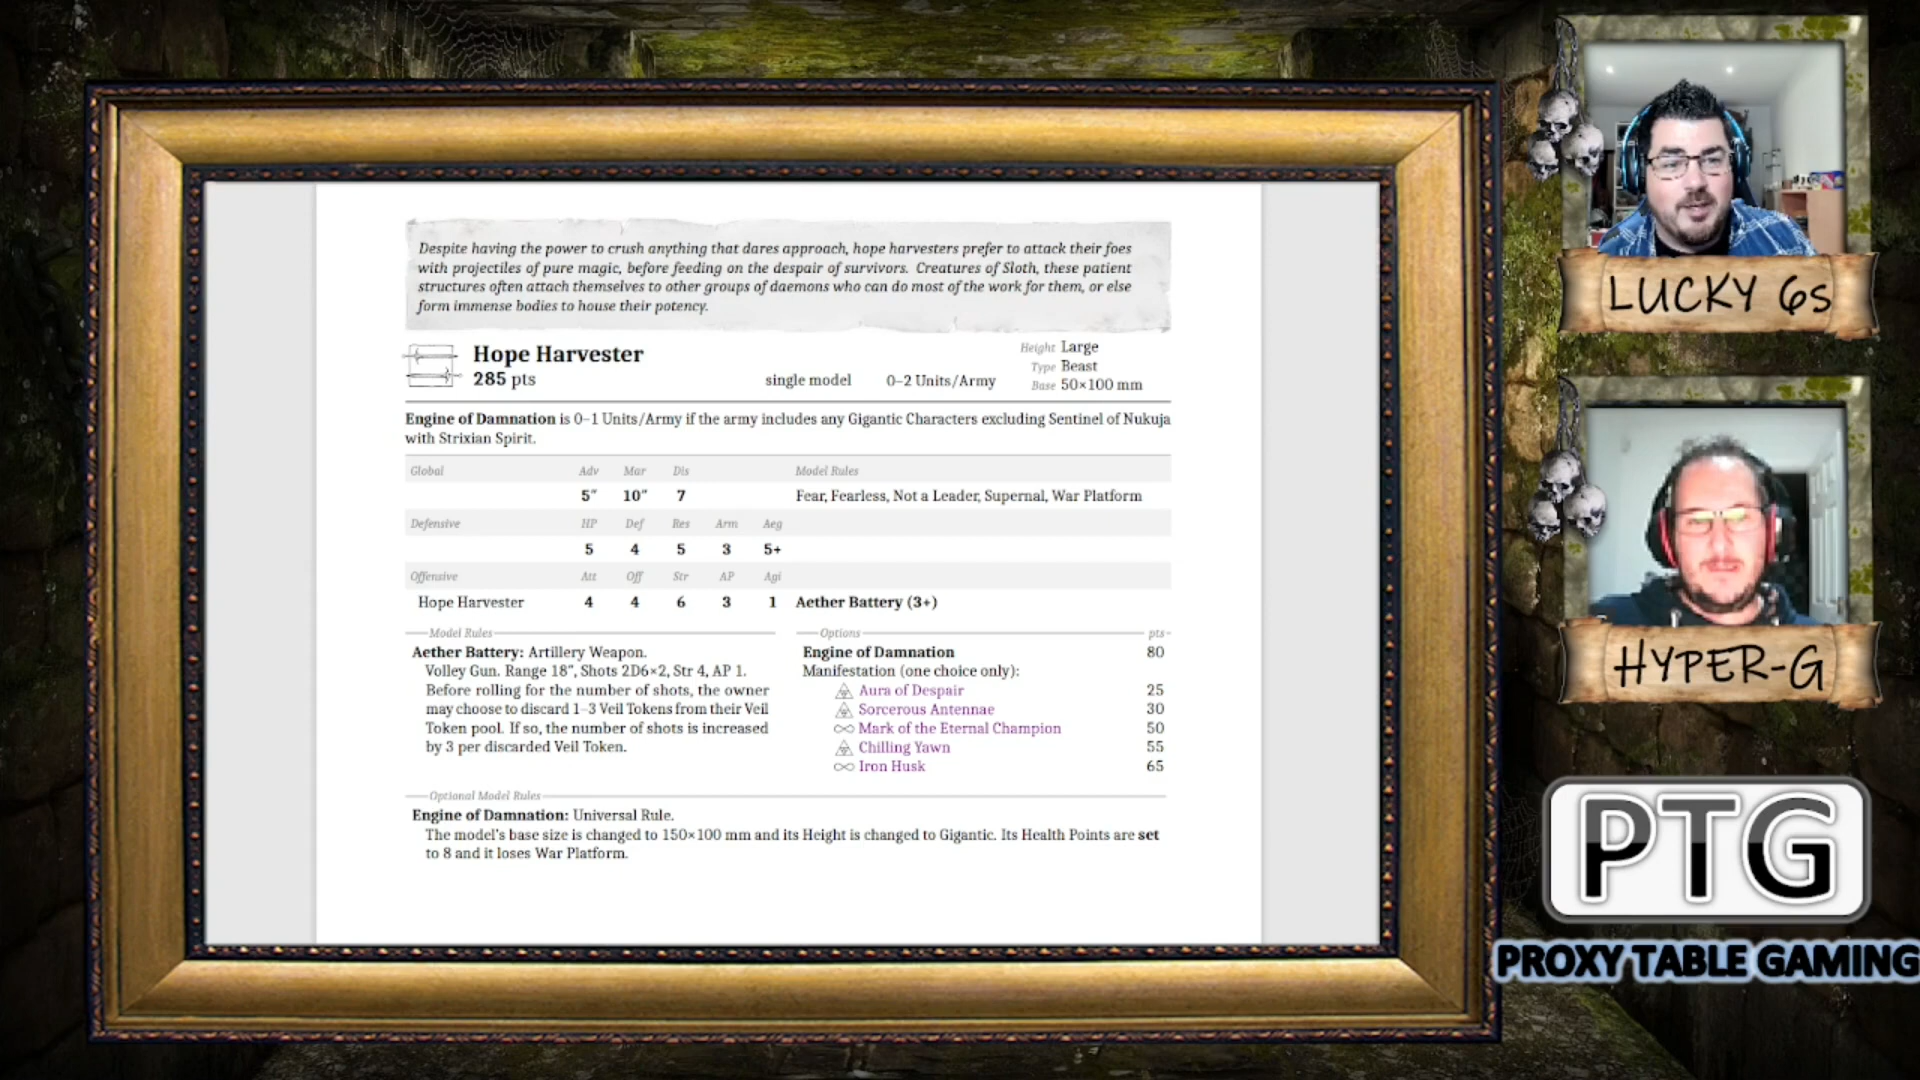 Despite having the power to crush anything that dares approach, hope harvesters prefer to attack their foes
with projectiles of pure magic, before feeding on the despair of survivors. Creatures of Sloth, these patient
structures often attach themselves to other groups of daemons who can do most of the work for them, or else
form immense bodies to house their potency.
Hope Harvester
285 pts
single model
0–2 Units/Army
Height Large
Type Beast
Base 50×100 mm
Engine of Damnation is 0–1 Units/Army if the army includes any Gigantic Characters excluding Sentinel of Nukuja
with Strixian Spirit.
Global Adv Mar Dis Model Rules
5″ 10″ 7 Fear, Fearless, Not a Leader, Supernal, War Platform
Defensive HP Def Res Arm Aeg
5 4 5 3 5+
Offensive Att Off Str AP Agi
Hope Harvester 4 4 6 3 1 Aether Battery (3+)
Model Rules
Aether Battery: Artillery Weapon.
Volley Gun. Range 18″, Shots 2D6×2, Str 4, AP 1.
Before rolling for the number of shots, the owner
may choose to discard 1–3 Veil Tokens from their Veil
Token pool. If so, the number of shots is increased
by 3 per discarded Veil Token.
Options pts
Engine of Damnation 80
Manifestation (one choice only):
Aura of Despair 25
Sorcerous Antennae 30
Mark of the Eternal Champion 50
Chilling Yawn 55
Iron Husk 65
Optional Model Rules
Engine of Damnation: Universal Rule.
The model's base size is changed to 150×100 mm and its Height is changed to Gigantic. Its Health Points are set
to 8 and it loses War Platform.
LUCKY 6s
HYPER-G
PTG
PROXY TABLE GAMING